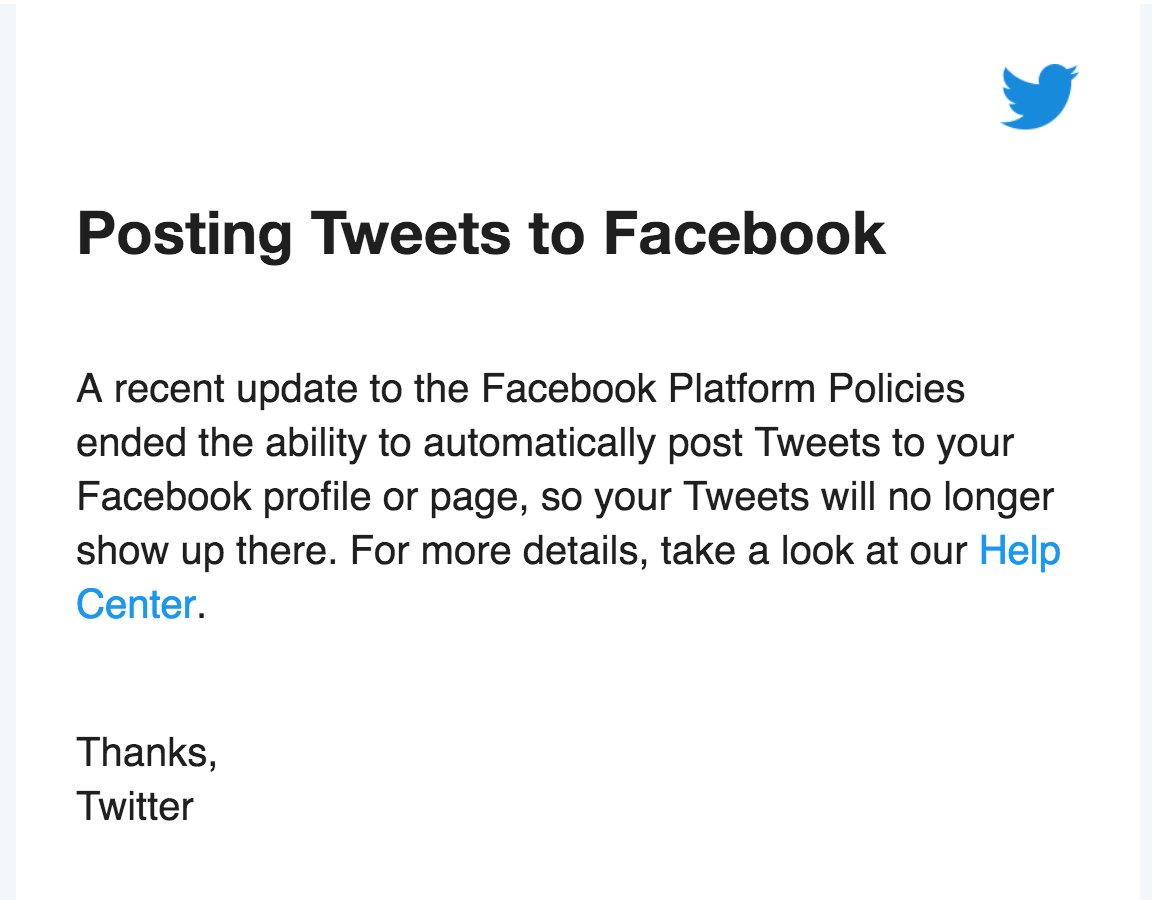 Posting Tweets to Facebook
A recent update to the Facebook Platform Policies
ended the ability to automatically post Tweets to your
Facebook profile or page, so your Tweets will no longer
show up there. For more details, take a look at our Help
Center.
Thanks,
Twitter